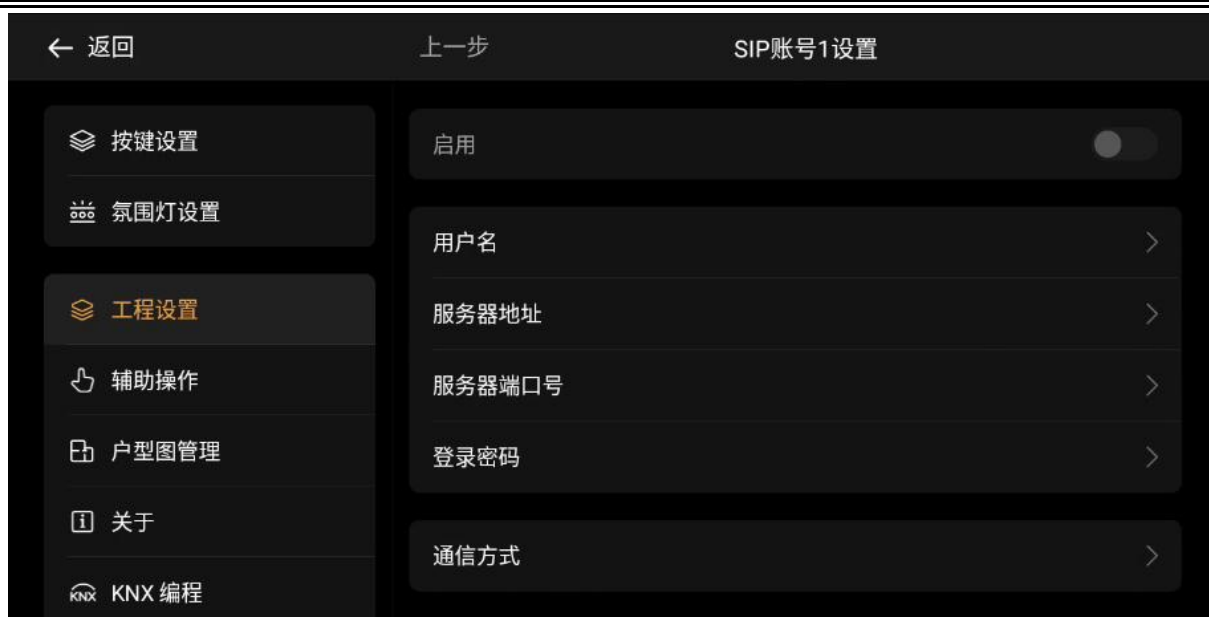 返回
上一步
SIP账号1设置
按键设置
氛围灯设置
工程设置
辅助操作
户型图管理
关于
KNX KNX 编程
启用
用户名
服务器地址
服务器端口号
登录密码
通信方式